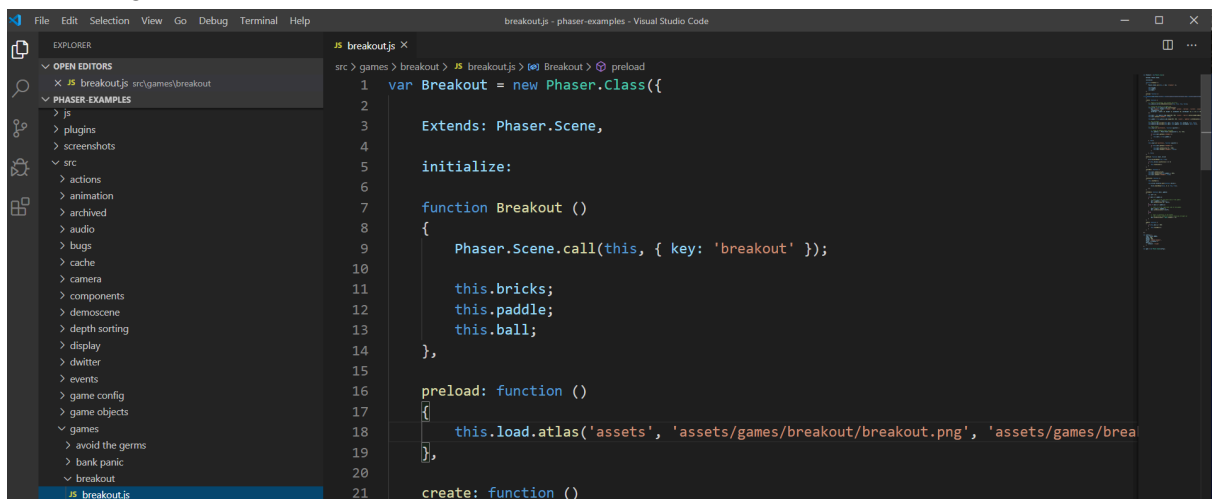 File Edit Selection View Go Debug Terminal Help
breakout.js - phaser-examples - Visual Studio Code
EXPLORER
OPEN EDITORS
JS breakout.js src\games\breakout
PHASER-EXAMPLES
> js
> plugins
> screenshots
src
> actions
> animation
> archived
> audio
> bugs
> cache
> camera
> components
> demoscene
> depth sorting
> display
> dwitter
> events
> game config
> game objects
games
> avoid the germs
> bank panic
breakout
JS breakout.js
JS breakout.js
src > games > breakout > JS breakout.js > Breakout > preload
1 var Breakout = new Phaser.Class({
2
3 Extends: Phaser.Scene,
4
5 initialize:
6
7 function Breakout ()
8 {
9 Phaser.Scene.call(this, { key: 'breakout' });
10
11 this.bricks;
12 this.paddle;
13 this.ball;
14 },
15
16 preload: function ()
17 {
18 this.load.atlas('assets', 'assets/games/breakout/breakout.png', 'assets/games/brea
19 },
20
21 create: function ()